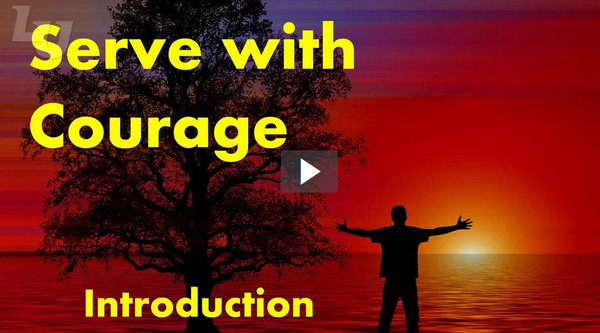 Serve with
Courage
Introduction